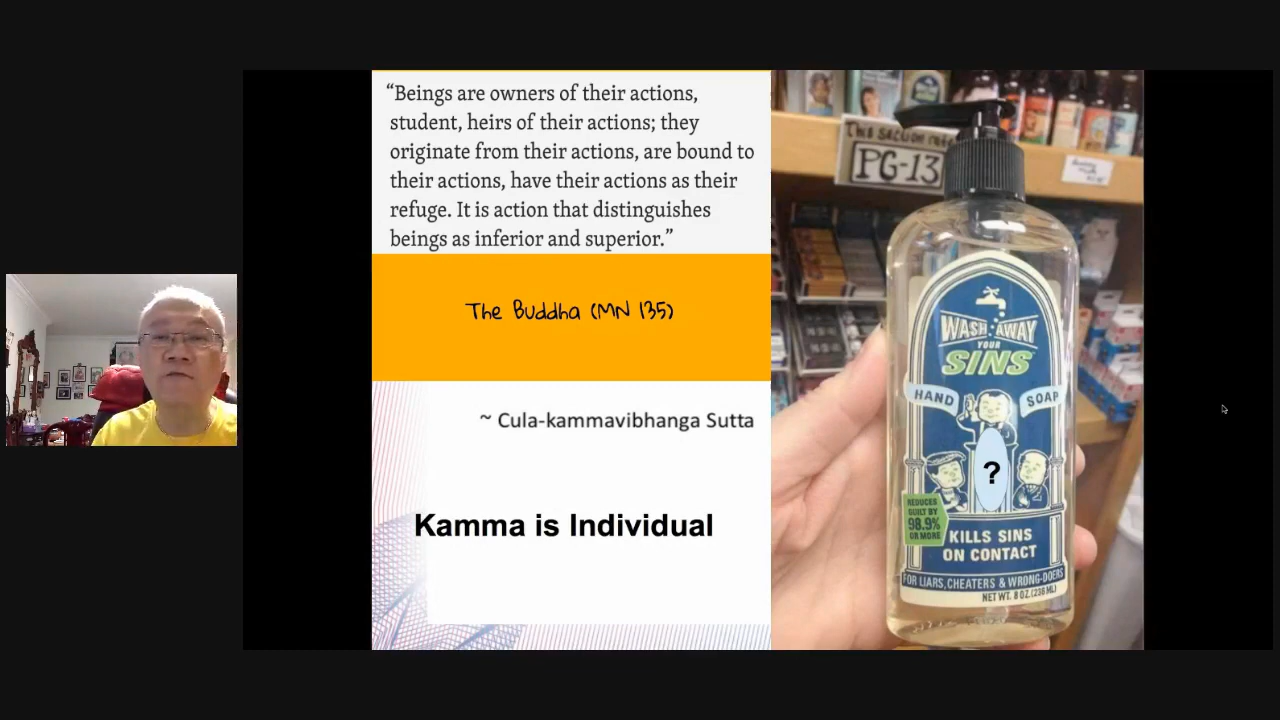 “Beings are owners of their actions,
student, heirs of their actions; they
originate from their actions, are bound to
their actions, have their actions as their
refuge. It is action that distinguishes
beings as inferior and superior.”
The Buddha (MN 135)
~ Cula-kammavibhanga Sutta
Kamma is Individual
This section
PG-13
WASH AWAY
YOUR
SINS
HAND SOAP
?
REDUCES
GUILT BY
98.9%
OR MORE
KILLS SINS
ON CONTACT
FOR LIARS, CHEATERS & WRONG-DOERS
NET WT. 8 OZ. (236 ML)